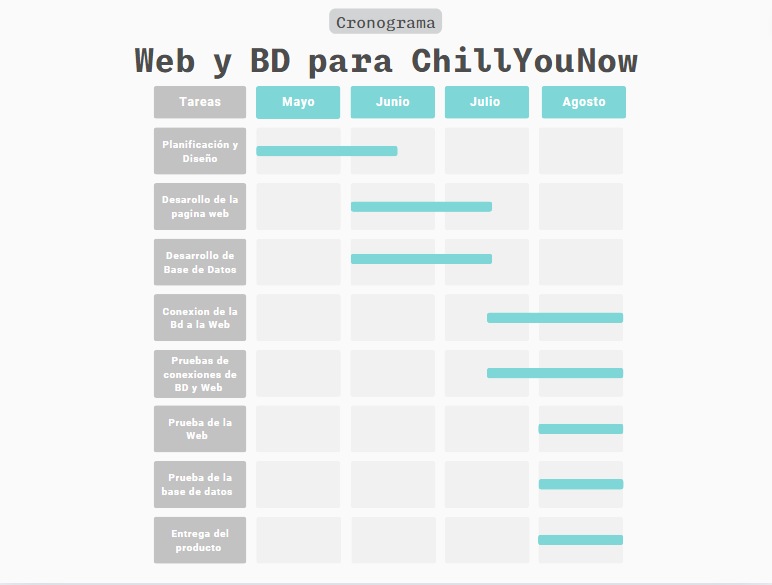 Cronograma
Web y BD para ChillYouNow
Tareas Mayo Junio Julio Agosto
Planificación y
Diseño
Desarollo de la
pagina web
Desarrollo de
Base de Datos
Conexion de la
Bd a la Web
Pruebas de
conexiones de
BD y Web
Prueba de la
Web
Prueba de la
base de datos
Entrega del
producto